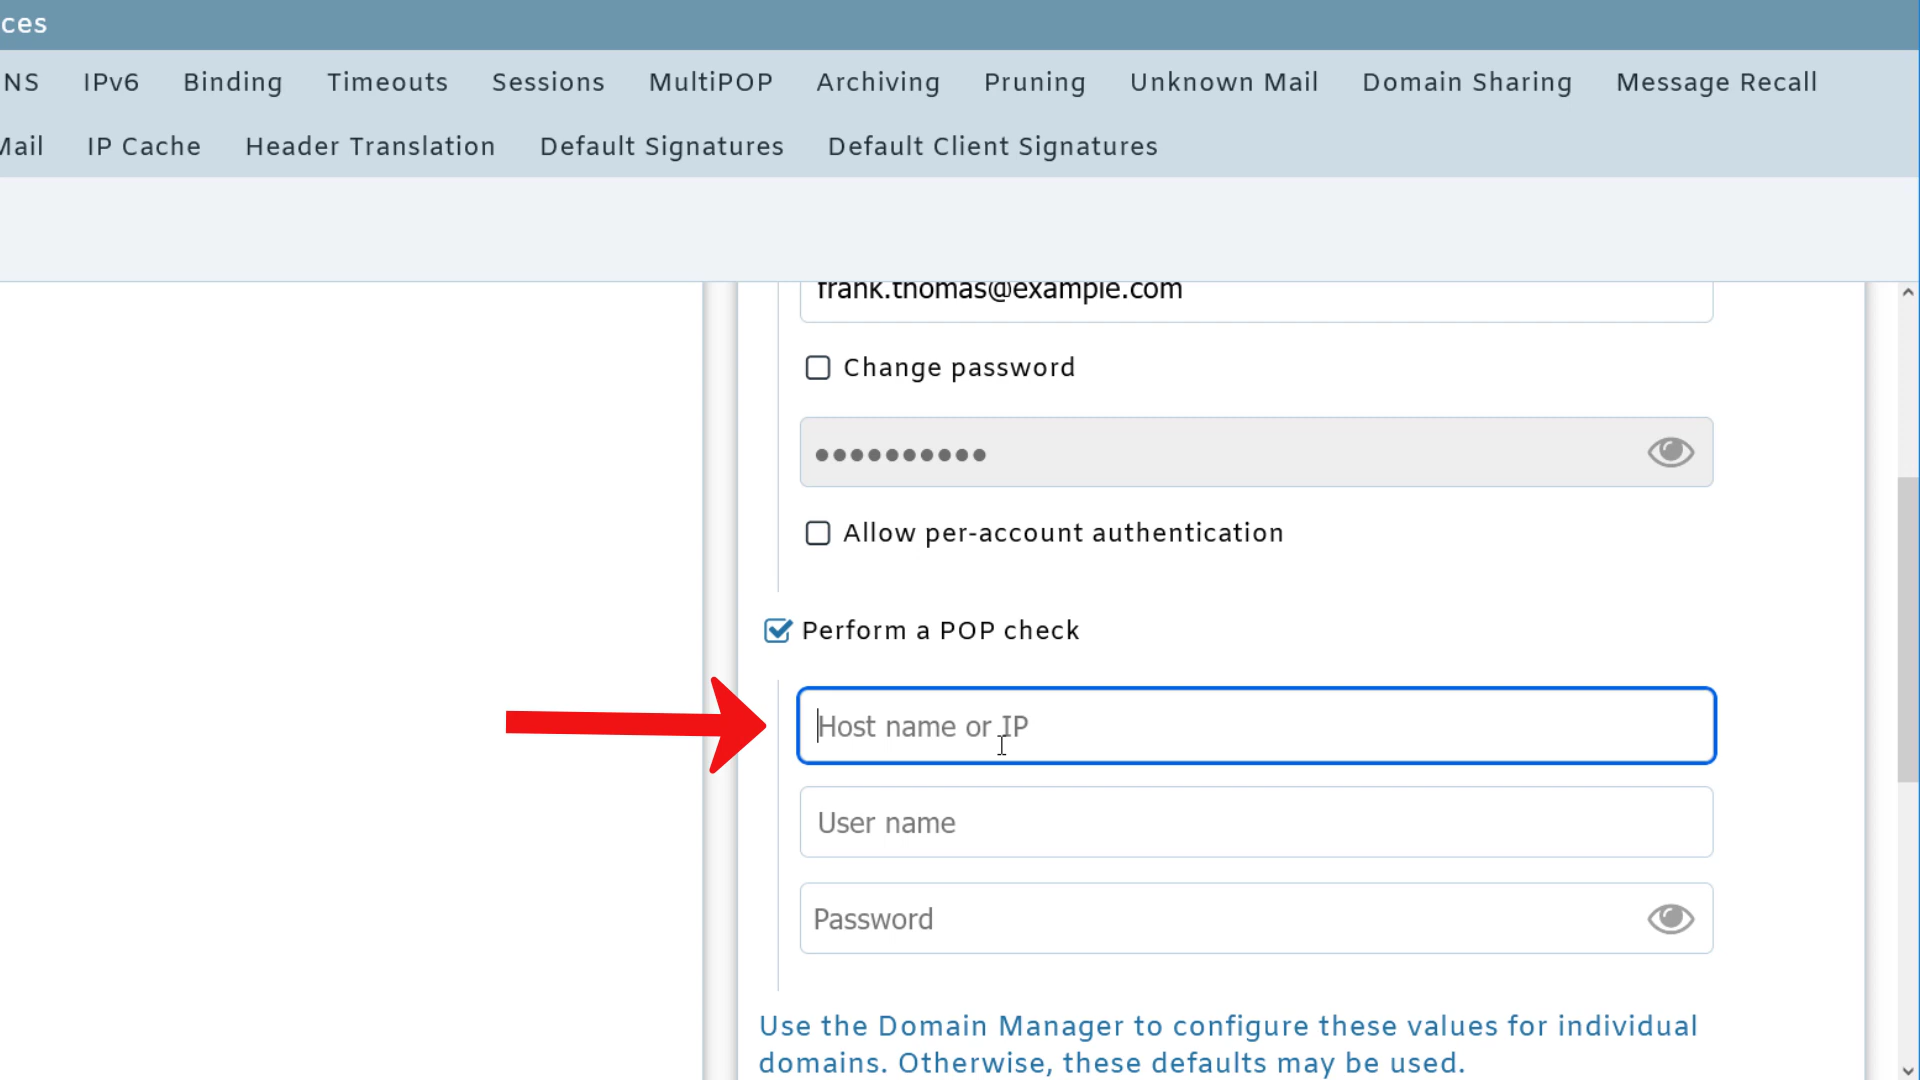 ces
NS IPv6 Binding Timeouts Sessions MultiPOP Archiving Pruning Unknown Mail Domain Sharing Message Recall
Mail IP Cache Header Translation Default Signatures Default Client Signatures
frank.thomas@example.com
Change password
Allow per-account authentication
Perform a POP check
Host name or IP
User name
Password
Use the Domain Manager to configure these values for individual
domains. Otherwise, these defaults may be used.